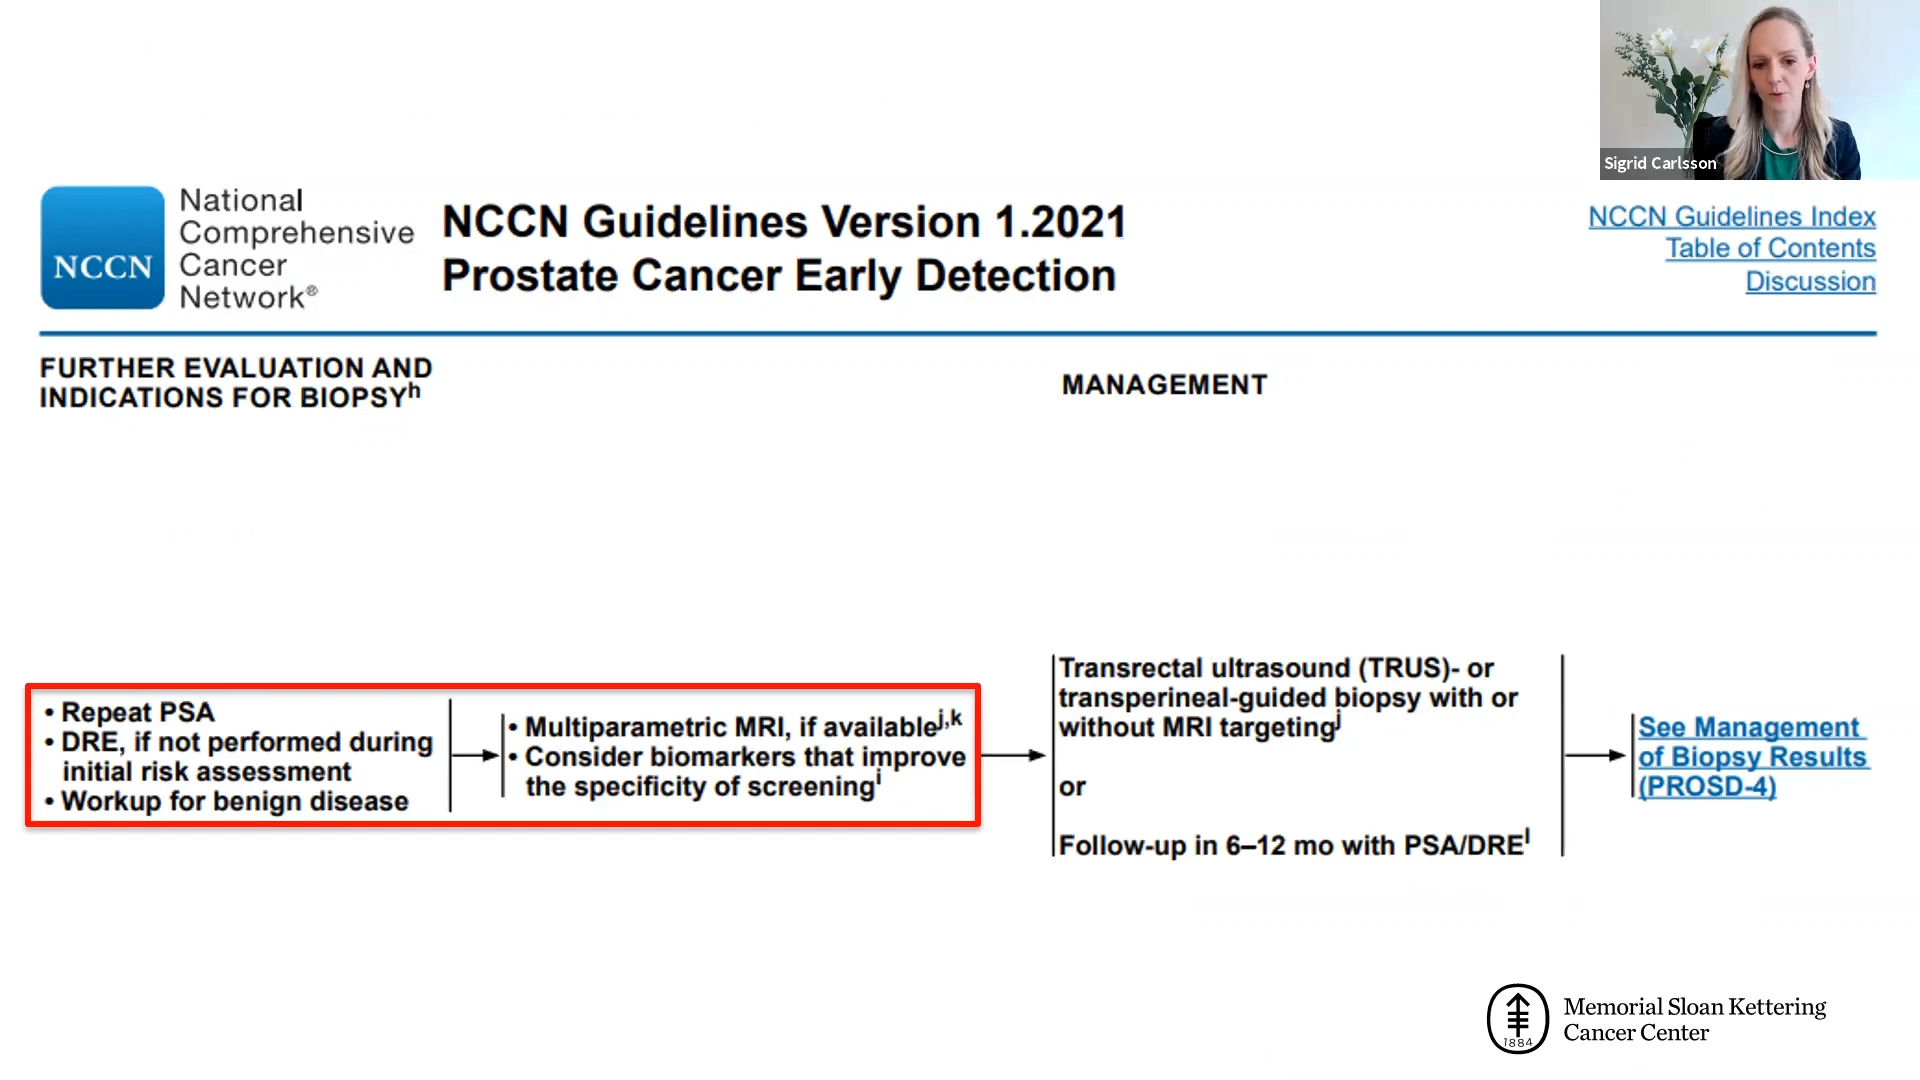 Sigrid Carlsson
NCCN
National
Comprehensive
Cancer
Network®
NCCN Guidelines Version 1.2021
Prostate Cancer Early Detection
NCCN Guidelines Index
Table of Contents
Discussion
FURTHER EVALUATION AND
INDICATIONS FOR BIOPSYh
MANAGEMENT
• Repeat PSA
• DRE, if not performed during
initial risk assessment
• Workup for benign disease
• Multiparametric MRI, if availablej,k
• Consider biomarkers that improve
the specificity of screeningi
Transrectal ultrasound (TRUS)- or
transperineal-guided biopsy with or
without MRI targetingj
or
Follow-up in 6–12 mo with PSA/DREl
See Management
of Biopsy Results
(PROSD-4)
1884
Memorial Sloan Kettering
Cancer Center